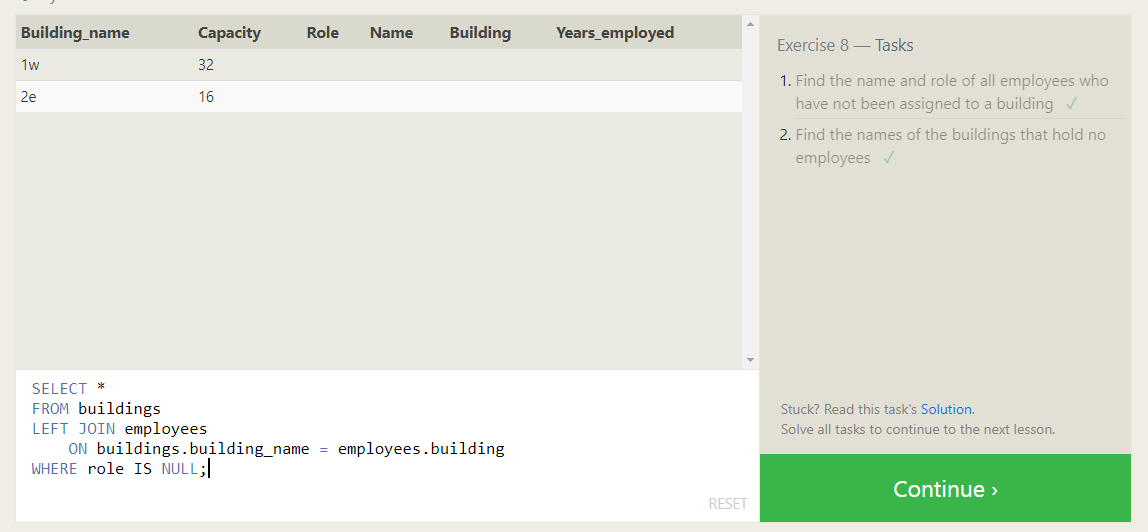 Building_name Capacity Role Name Building Years_employed
1w 32
2e 16
SELECT *
FROM buildings
LEFT JOIN employees
ON buildings.building_name = employees.building
WHERE role IS NULL;
RESET
Exercise 8 — Tasks
1. Find the name and role of all employees who
have not been assigned to a building ✓
2. Find the names of the buildings that hold no
employees ✓
Stuck? Read this task's Solution.
Solve all tasks to continue to the next lesson.
Continue ›